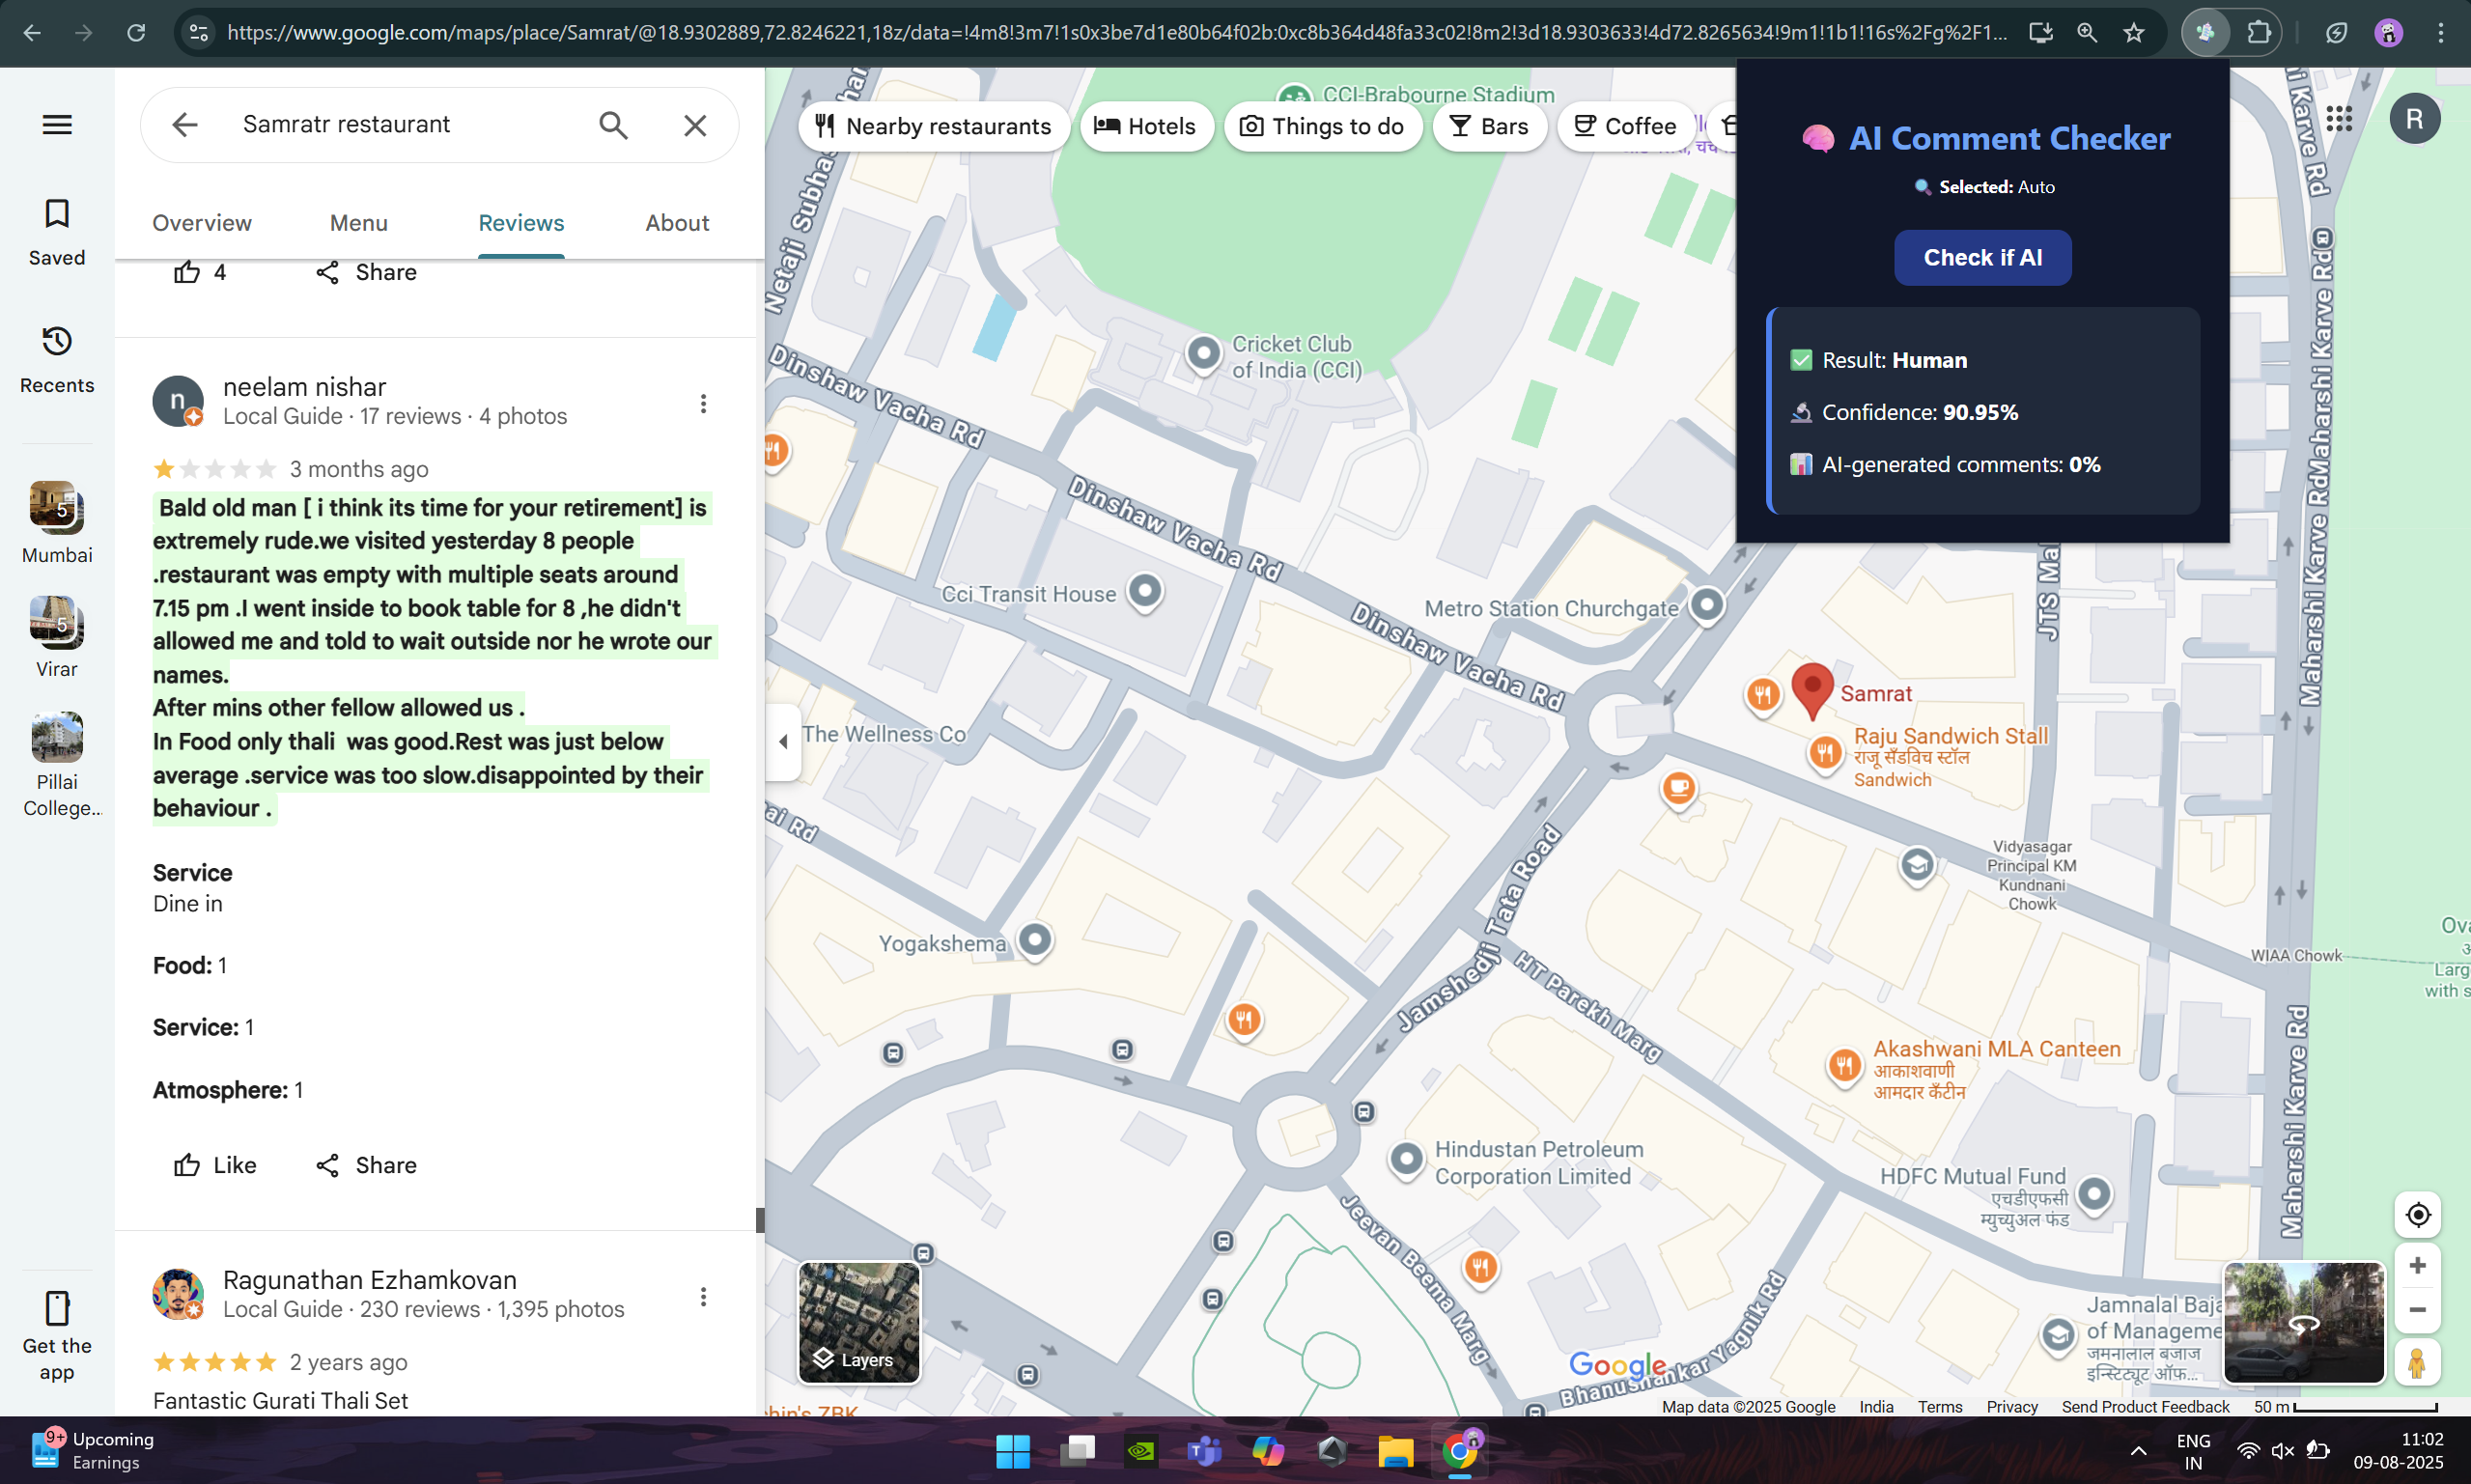 https://www.google.com/maps/place/Samrat/@18.9302889,72.8246221,18z/data=!4m8!3m7!1s0x3be7d1e80b64f02b:0xc8b364d48fa33c02!8m2!3d18.9303633!4d72.8265634!9m1!1b1!16s%2Fg%2F1...
Samratr restaurant
Overview
Menu
Reviews
About
Saved
Recents
5
Mumbai
5
Virar
Pillai
College...
Get the
app
4
Share
n
neelam nishar
Local Guide · 17 reviews · 4 photos
3 months ago
Bald old man [ i think its time for your retirement] is
extremely rude.we visited yesterday 8 people
.restaurant was empty with multiple seats around
7.15 pm .I went inside to book table for 8 ,he didn't
allowed me and told to wait outside nor he wrote our
names.
After mins other fellow allowed us .
In Food only thali  was good.Rest was just below
average .service was too slow.disappointed by their
behaviour .
Service
Dine in
Food: 1
Service: 1
Atmosphere: 1
Like
Share
Ragunathan Ezhamkovan
Local Guide · 230 reviews · 1,395 photos
2 years ago
Fantastic Gurati Thali Set
Nearby restaurants
Hotels
Things to do
Bars
Coffee
R
AI Comment Checker
Selected: Auto
Check if AI
Result: Human
Confidence: 90.95%
AI-generated comments: 0%
CCI-Brabourne Stadium
Netaji Subhas
Cricket Club
of India (CCI)
Dinshaw Vacha Rd
Dinshaw Vacha Rd
Dinshaw Vacha Rd
Cci Transit House
Metro Station Churchgate
The Wellness Co
Samrat
Raju Sandwich Stall
राजू सँडविच स्टॉल
Sandwich
JTS Mal
Maharshi Karve Rd
Maharshi Karve Rd
Maharshi Karve Rd
Vidyasagar
Principal KM
Kundnani
Chowk
Yogakshema
Jamshedji Tata Road
HT Parekh Marg
WIAA Chowk
Ova
Larg
with s
Akashwani MLA Canteen
आकाशवाणी
आमदार कँटीन
Hindustan Petroleum
Corporation Limited
HDFC Mutual Fund
एचडीएफसी
म्युच्युअल फंड
Jeevan Beema Marg
Bhanushankar Yagnik Rd
Maharshi Karve Rd
Jamnalal Baja
of Manageme
जमनालाल बजाज
इन्स्टिट्यूट ऑफ...
Layers
Google
Map data ©2025 Google
India
Terms
Privacy
Send Product Feedback
50 m
9+
Upcoming
Earnings
ENG
IN
11:02
09-08-2025